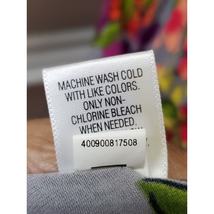 MACHINE WASH COLD
WITH LIKE COLORS.
ONLY NON-
CHLORINE BLEACH
WHEN NEEDED.
400900817508